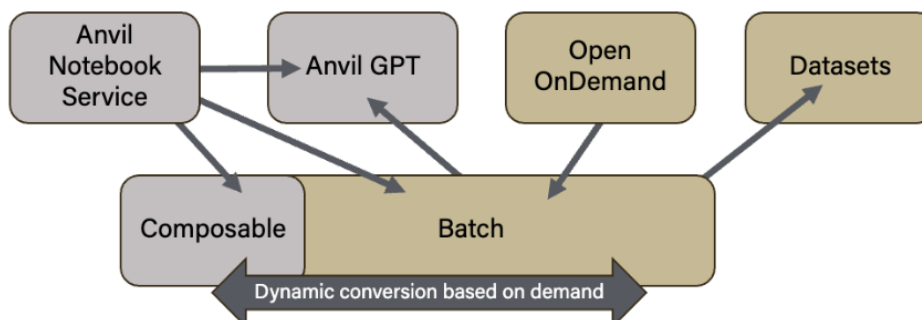 Anvil
Notebook
Service
Anvil GPT
Open
OnDemand
Datasets
Composable
Batch
Dynamic conversion based on demand